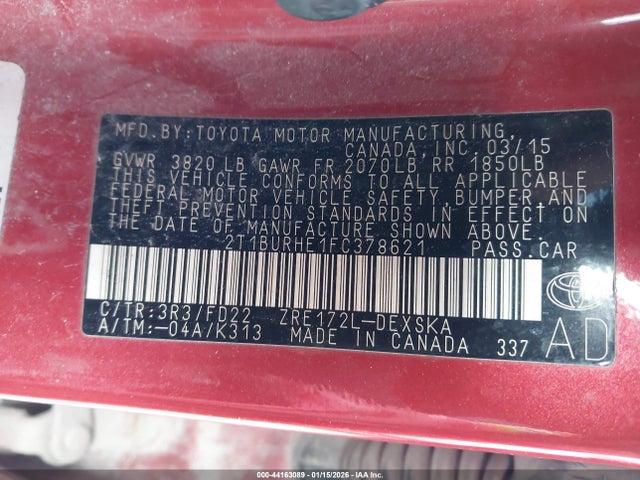 MFD.BY:TOYOTA MOTOR MANUFACTURING,
CANADA, INC. 03/15
GVWR 3820 LB GAWR FR 2070LB, RR 1850LB
THIS VEHICLE CONFORMS TO ALL APPLICABLE
FEDERAL MOTOR VEHICLE SAFETY, BUMPER, AND
THEFT PREVENTION STANDARDS IN EFFECT ON
THE DATE OF MANUFACTURE SHOWN ABOVE.
2T1BURHE1FC378621 PASS.CAR
C/TR:3R3/FD22 ZRE172L-DEXSKA
A/TM:-04A/K313 MADE IN CANADA 337
AD
000-44163089 - 01/15/2026 - IAA Inc.